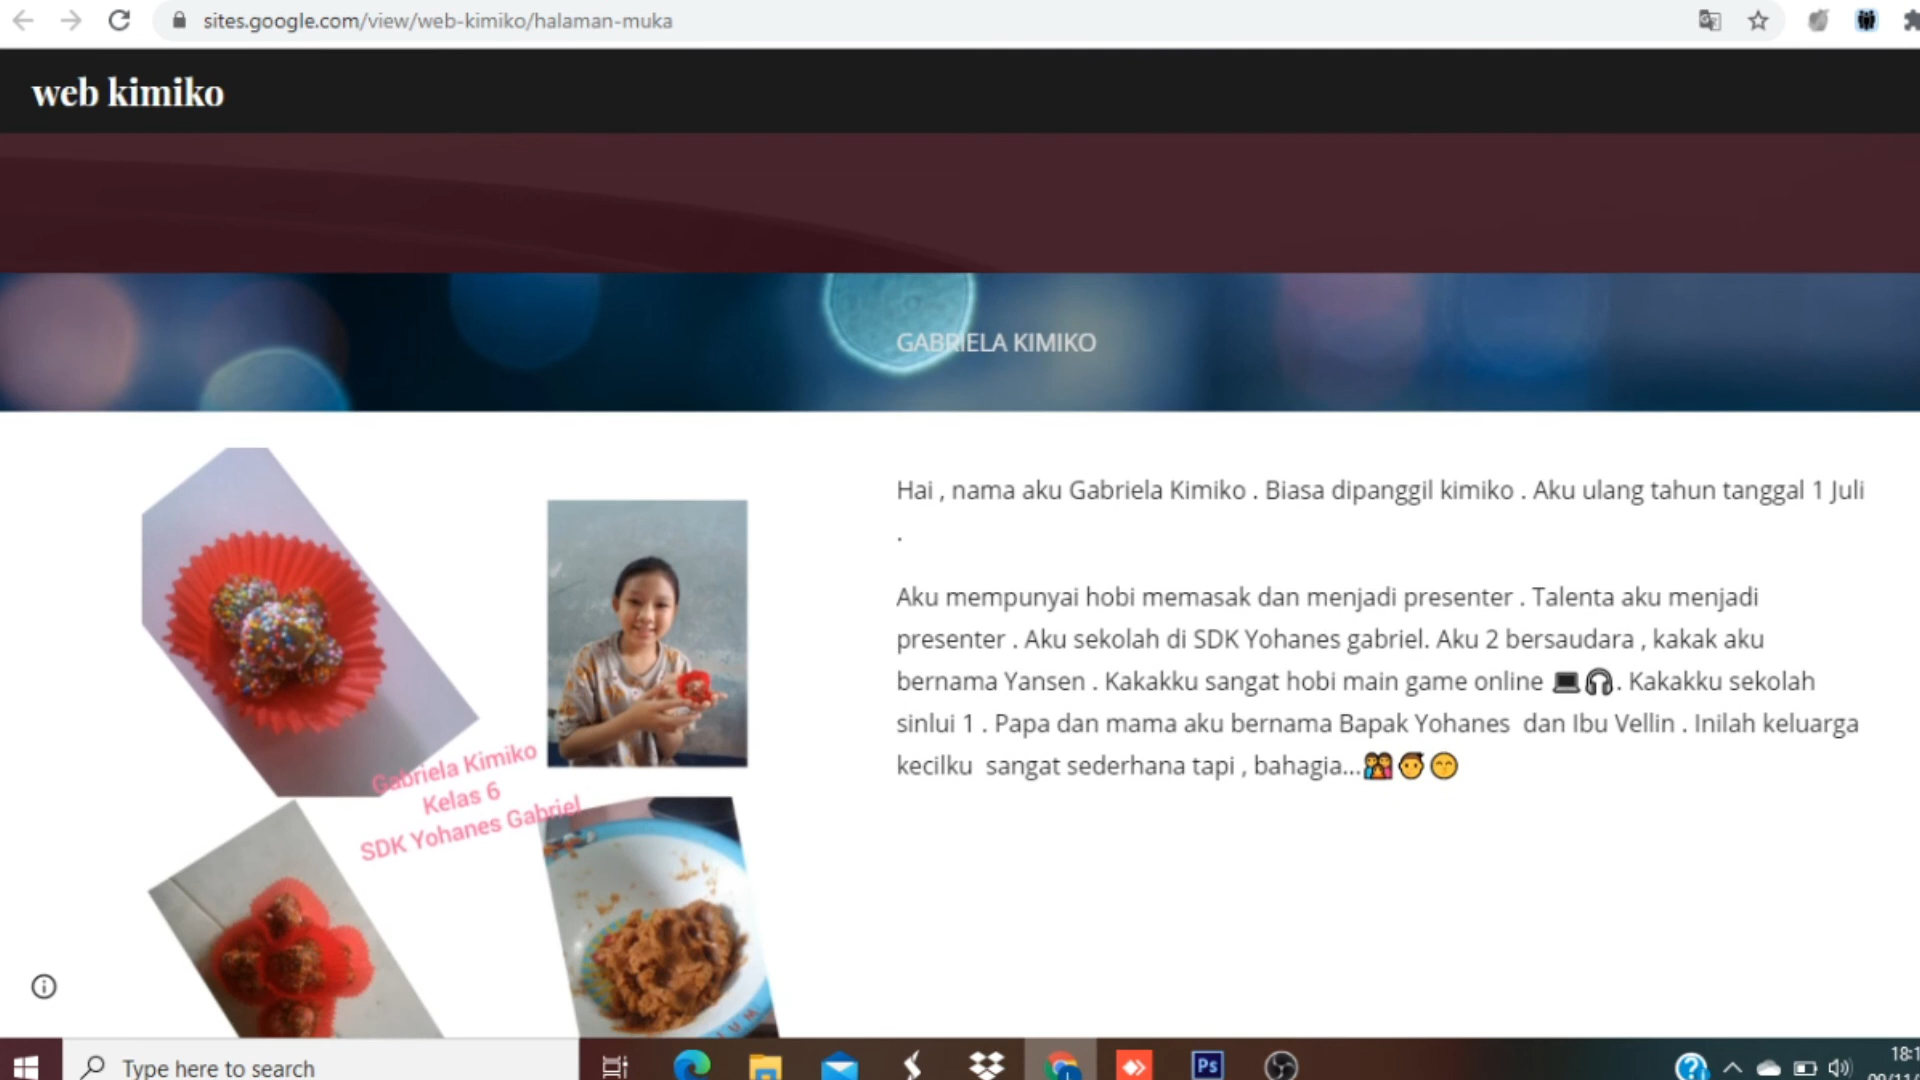 sites.google.com/view/web-kimiko/halaman-muka
web kimiko
GABRIELA KIMIKO
Hai , nama aku Gabriela Kimiko . Biasa dipanggil kimiko . Aku ulang tahun tanggal 1 Juli
.
Aku mempunyai hobi memasak dan menjadi presenter . Talenta aku menjadi
presenter . Aku sekolah di SDK Yohanes gabriel. Aku 2 bersaudara , kakak aku
bernama Yansen . Kakakku sangat hobi main game online 💻🎧. Kakakku sekolah
sinlui 1 . Papa dan mama aku bernama Bapak Yohanes dan Ibu Vellin . Inilah keluarga
kecilku sangat sederhana tapi , bahagia...👨‍👩‍👧👦😁
Gabriela Kimiko
Kelas 6
SDK Yohanes Gabriel
Type here to search
Ps